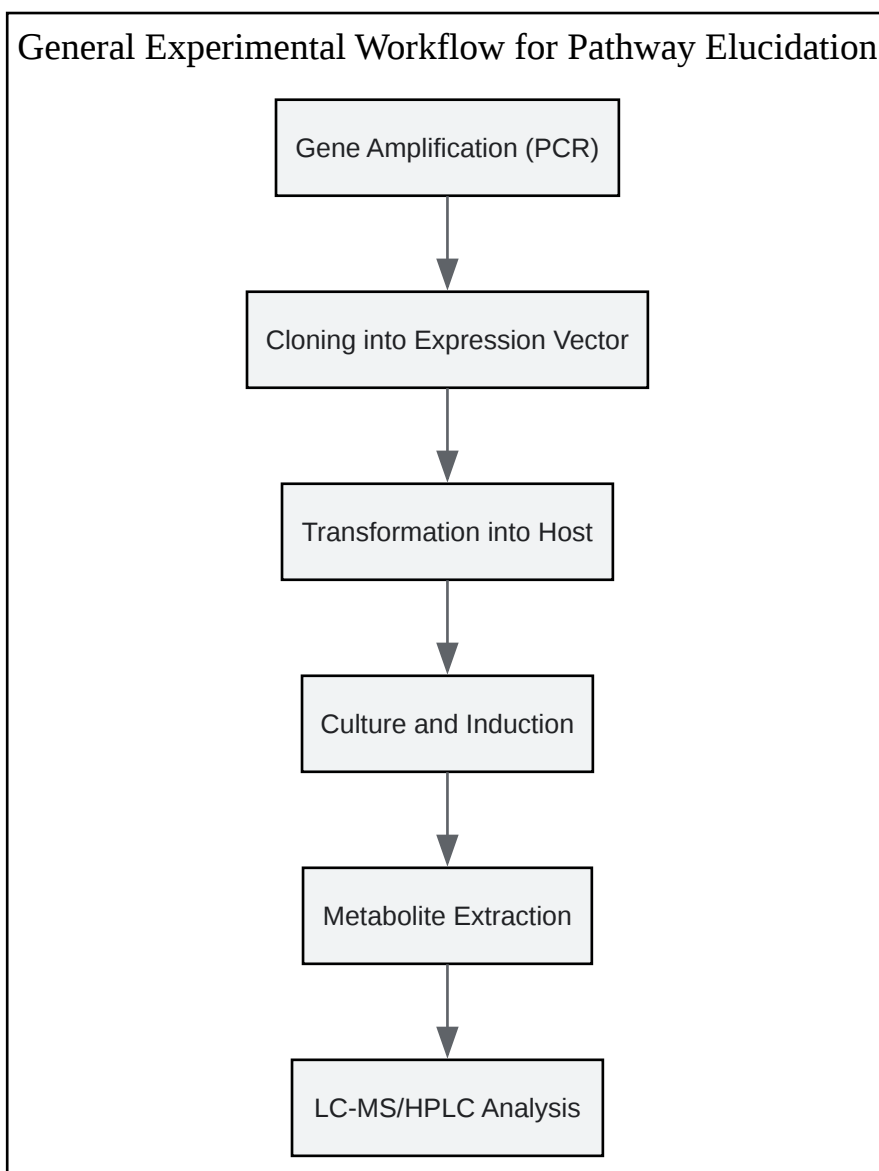 General Experimental Workflow for Pathway Elucidation
Gene Amplification (PCR)
Cloning into Expression Vector
Transformation into Host
Culture and Induction
Metabolite Extraction
LC-MS/HPLC Analysis